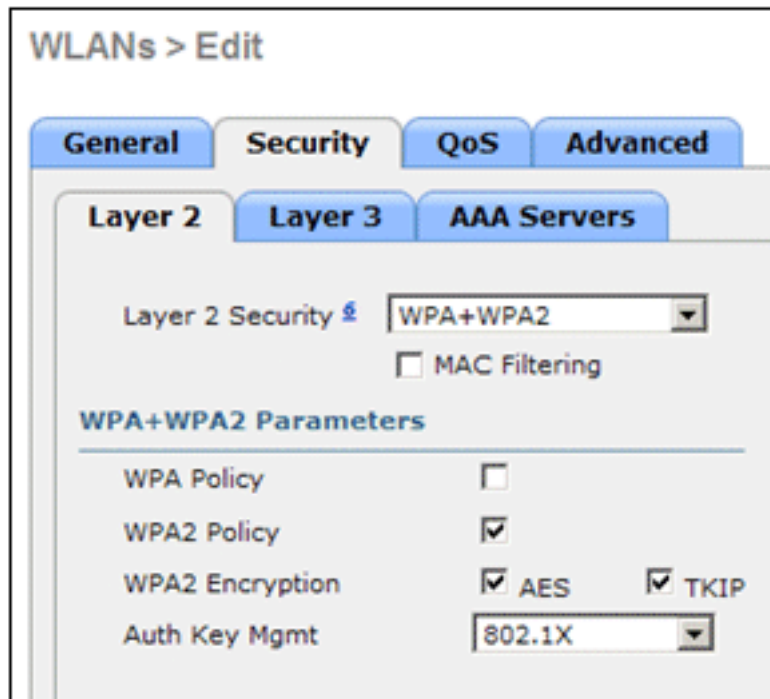 WLANs > Edit
General Security QoS Advanced
Layer 2 Layer 3 AAA Servers
Layer 2 Security 6 WPA+WPA2
MAC Filtering
WPA+WPA2 Parameters
WPA Policy
WPA2 Policy
WPA2 Encryption AES TKIP
Auth Key Mgmt 802.1X